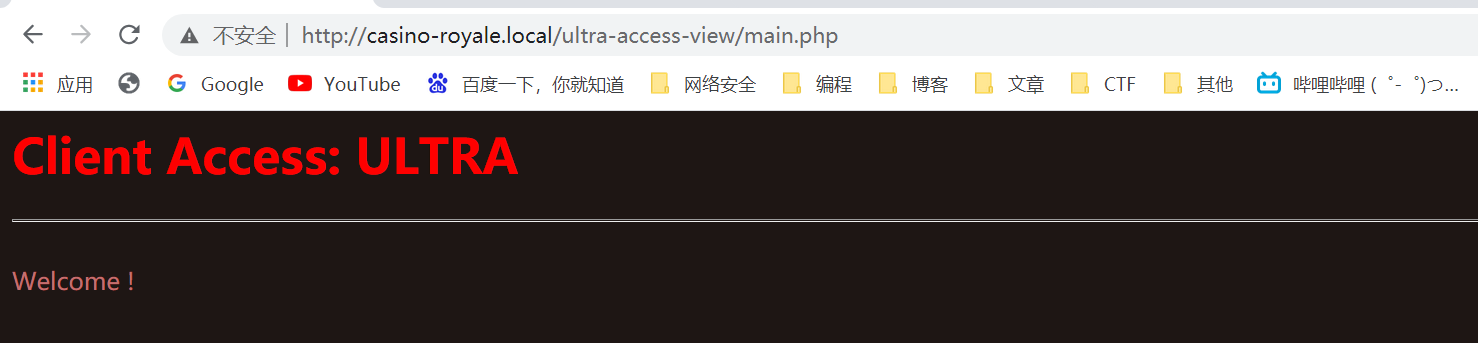 不安全 | http://casino-royale.local/ultra-access-view/main.php
应用 Google YouTube 百度一下，你就知道 网络安全 编程 博客 文章 CTF 其他 哔哩哔哩 ( ゜- ゜)つ...
Client Access: ULTRA
Welcome !